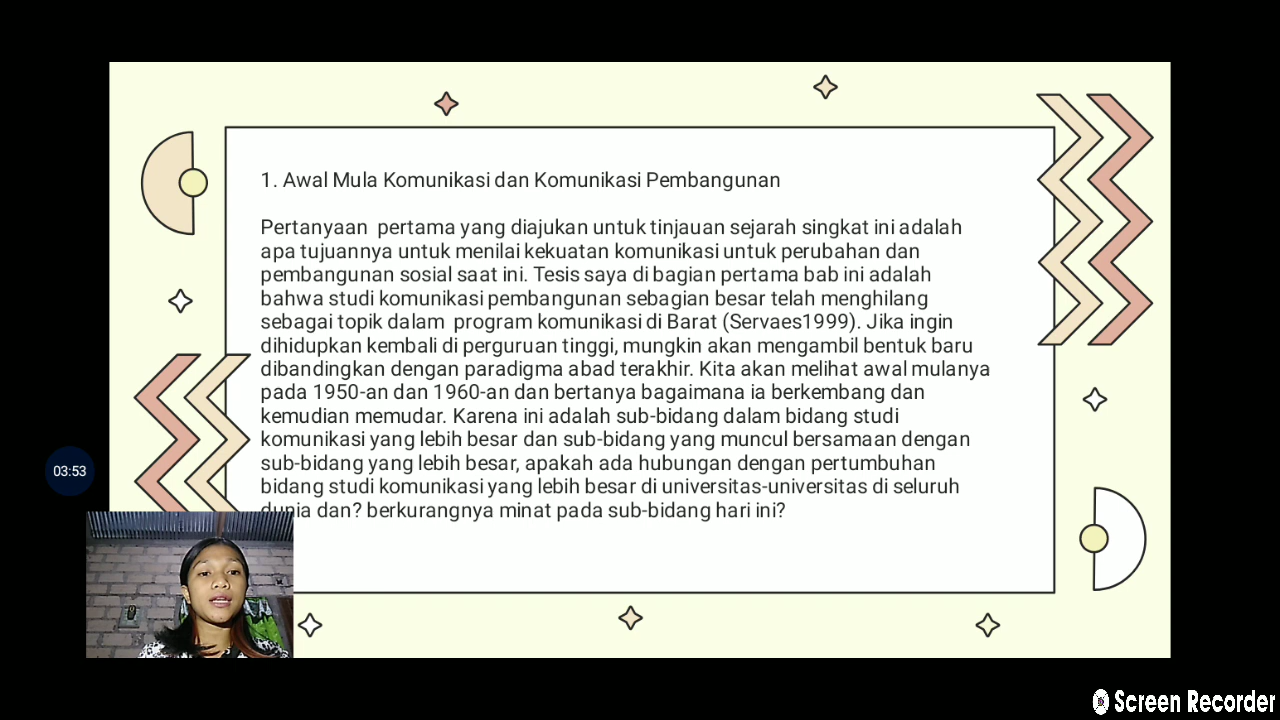 1. Awal Mula Komunikasi dan Komunikasi Pembangunan
Pertanyaan pertama yang diajukan untuk tinjauan sejarah singkat ini adalah
apa tujuannya untuk menilai kekuatan komunikasi untuk perubahan dan
pembangunan sosial saat ini. Tesis saya di bagian pertama bab ini adalah
bahwa studi komunikasi pembangunan sebagian besar telah menghilang
sebagai topik dalam program komunikasi di Barat (Servaes1999). Jika ingin
dihidupkan kembali di perguruan tinggi, mungkin akan mengambil bentuk baru
dibandingkan dengan paradigma abad terakhir. Kita akan melihat awal mulanya
pada 1950-an dan 1960-an dan bertanya bagaimana ia berkembang dan
kemudian memudar. Karena ini adalah sub-bidang dalam bidang studi
komunikasi yang lebih besar dan sub-bidang yang muncul bersamaan dengan
sub-bidang yang lebih besar, apakah ada hubungan dengan pertumbuhan
bidang studi komunikasi yang lebih besar di universitas-universitas di seluruh
dunia dan? berkurangnya minat pada sub-bidang hari ini?
03:53
Screen Recorder